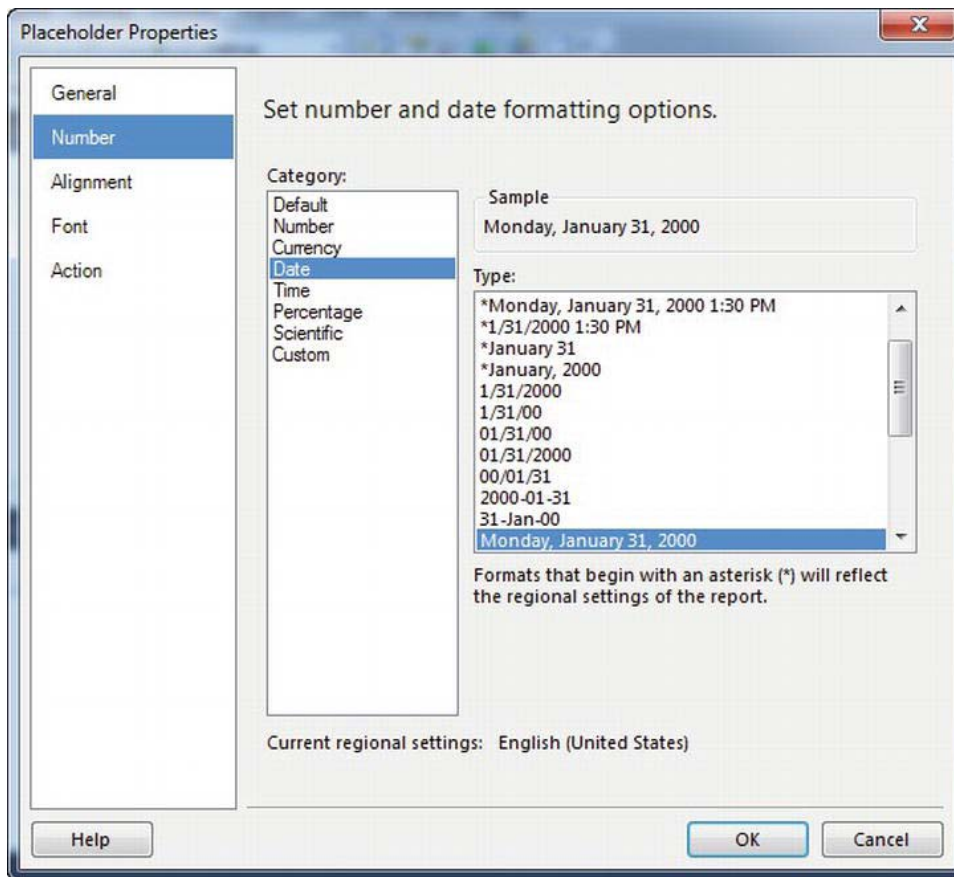 Placeholder Properties
General
Number
Alignment
Font
Action
Set number and date formatting options.
Category:
Default
Number
Currency
Date
Time
Percentage
Scientific
Custom
Sample
Monday, January 31, 2000
Type:
*Monday, January 31, 2000 1:30 PM
*1/31/2000 1:30 PM
*January 31
*January, 2000
1/31/2000
1/31/00
01/31/00
01/31/2000
00/01/31
2000-01-31
31-Jan-00
Monday, January 31, 2000
Formats that begin with an asterisk (*) will reflect
the regional settings of the report.
Current regional settings: English (United States)
Help
OK
Cancel